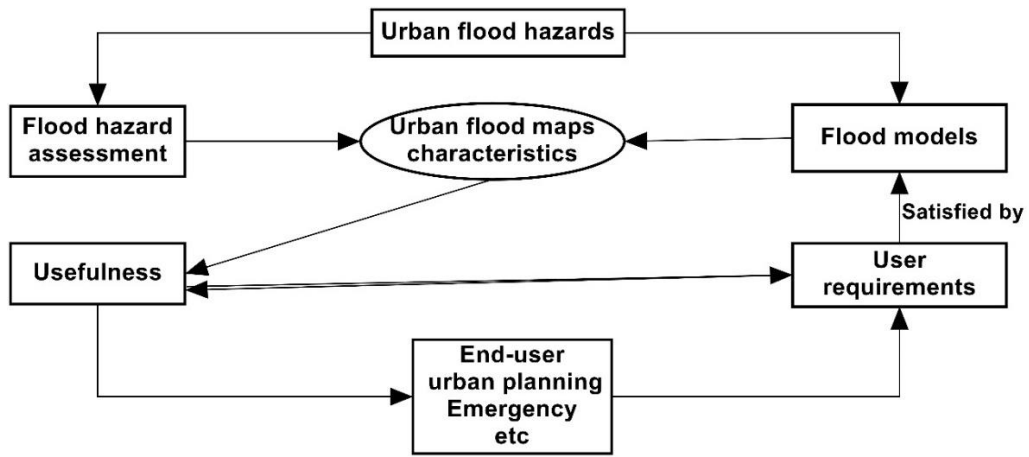 Urban flood hazards
Flood hazard
assessment
Urban flood maps
characteristics
Flood models
Satisfied by
Usefulness
User
requirements
End-user
urban planning
Emergency
etc